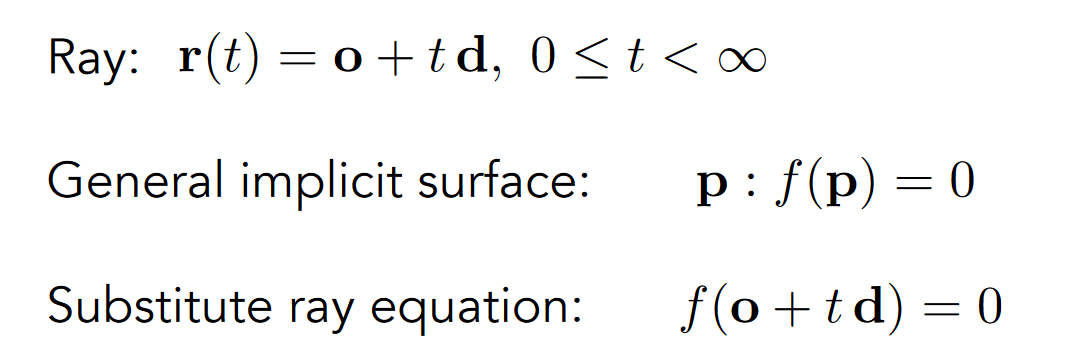 Ray: r(t) = o + t d, 0 ≤ t < ∞
General implicit surface: p : f(p) = 0
Substitute ray equation: f(o + t d) = 0